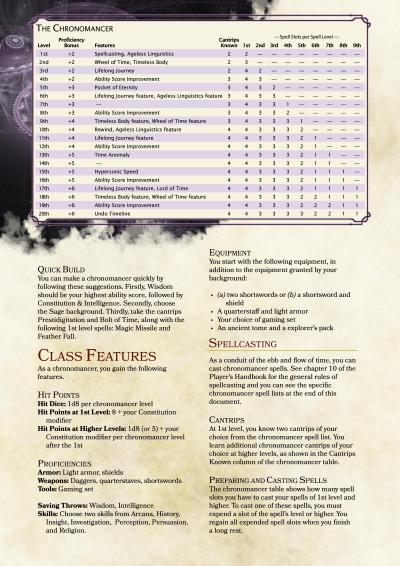 THE CHRONOMANCER
— Spell Slots per Spell Level —
Level Proficiency Bonus Features Cantrips Known 1st 2nd 3rd 4th 5th 6th 7th 8th 9th
1st +2 Spellcasting, Ageless Linguistics 2 2 — — — — — — — —
2nd +2 Wheel of Time, Timeless Body 2 3 — — — — — — — —
3rd +2 Lifelong Journey 2 4 2 — — — — — — —
4th +2 Ability Score Improvement 3 4 3 — — — — — — —
5th +3 Pocket of Eternity 3 4 3 2 — — — — — —
6th +3 Lifelong Journey feature, Ageless Linguistics feature 3 4 3 3 — — — — — —
7th +3 — 3 4 3 3 1 — — — — —
8th +3 Ability Score Improvement 3 4 3 3 2 — — — — —
9th +4 Timeless Body feature, Wheel of Time feature 3 4 3 3 3 1 — — — —
10th +4 Rewind, Ageless Linguistics feature 4 4 3 3 3 2 — — — —
11th +4 Lifelong Journey feature 4 4 3 3 3 2 1 — — —
12th +4 Ability Score Improvement 4 4 3 3 3 2 1 — — —
13th +5 Time Anomaly 4 4 3 3 3 2 1 1 — —
14th +5 — 4 4 3 3 3 2 1 1 — —
15th +5 Hypersonic Speed 4 4 3 3 3 2 1 1 1 —
16th +5 Ability Score Improvement 4 4 3 3 3 2 1 1 1 —
17th +6 Lifelong Journey feature, Lord of Time 4 4 3 3 3 2 1 1 1 1
18th +6 Timeless Body feature, Wheel of Time feature 4 4 3 3 3 3 1 1 1 1
19th +6 Ability Score Improvement 4 4 3 3 3 3 2 1 1 1
20th +6 Undo Timeline 4 4 3 3 3 3 2 2 1 1
QUICK BUILD
You can make a chronomancer quickly by
following these suggestions. Firstly, Wisdom
should be your highest ability score, followed by
Constitution & Intelligence. Secondly, choose
the Sage background. Thirdly, take the cantrips
Prestidigitation and Bolt of Time, along with the
following 1st level spells: Magic Missile and
Feather Fall.
CLASS FEATURES
As a chronomancer, you gain the following
features.
HIT POINTS
Hit Dice: 1d8 per chronomancer level
Hit Points at 1st Level: 8 + your Constitution
modifier
Hit Points at Higher Levels: 1d8 (or 5) + your
Constitution modifier per chronomancer level
after the 1st
PROFICIENCIES
Armor: Light armor, shields
Weapons: Daggers, quarterstaves, shortswords
Tools: Gaming set
Saving Throws: Wisdom, Intelligence
Skills: Choose two skills from Arcana, History,
Insight, Investigation, Perception, Persuasion,
and Religion.
EQUIPMENT
You start with the following equipment, in
addition to the equipment granted by your
background:
• (a) two shortswords or (b) a shortsword and
shield
• A quarterstaff and light armor
• Your choice of gaming set
• An ancient tome and a explorer's pack
SPELLCASTING
As a conduit of the ebb and flow of time, you can
cast chronomancer spells. See chapter 10 of the
Player's Handbook for the general rules of
spellcasting and you can see the specific
chronomancer spell lists at the end of this
document.
CANTRIPS
At 1st level, you know two cantrips of your
choice from the chronomancer spell list. You
learn additional chronomancer cantrips of your
choice at higher levels, as shown in the Cantrips
Known column of the chronomancer table.
PREPARING AND CASTING SPELLS
The chronomancer table shows how many spell
slots you have to cast your spells of 1st level and
higher. To cast one of these spells, you must
expend a slot of the spell's level or higher. You
regain all expended spell slots when you finish
a long rest.